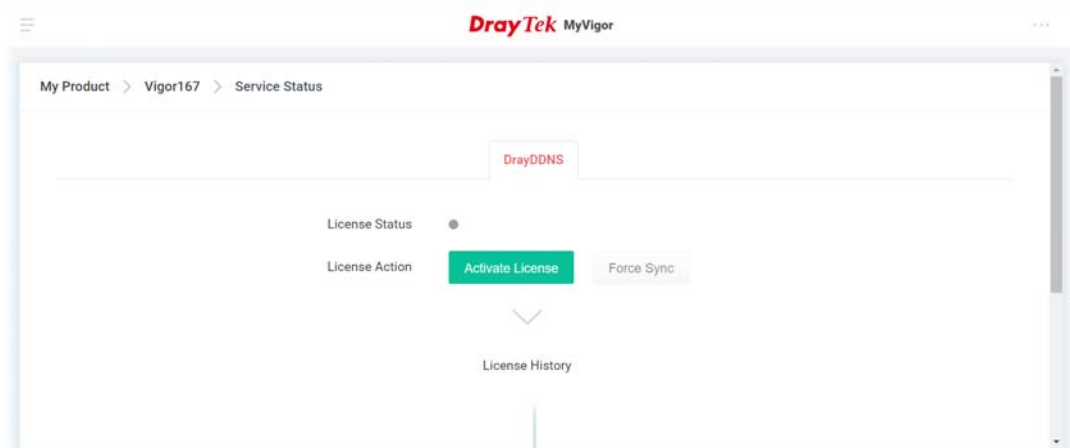 DrayTek MyVigor
My Product > Vigor167 > Service Status
DrayDDNS
License Status
License Action Activate License Force Sync
License History